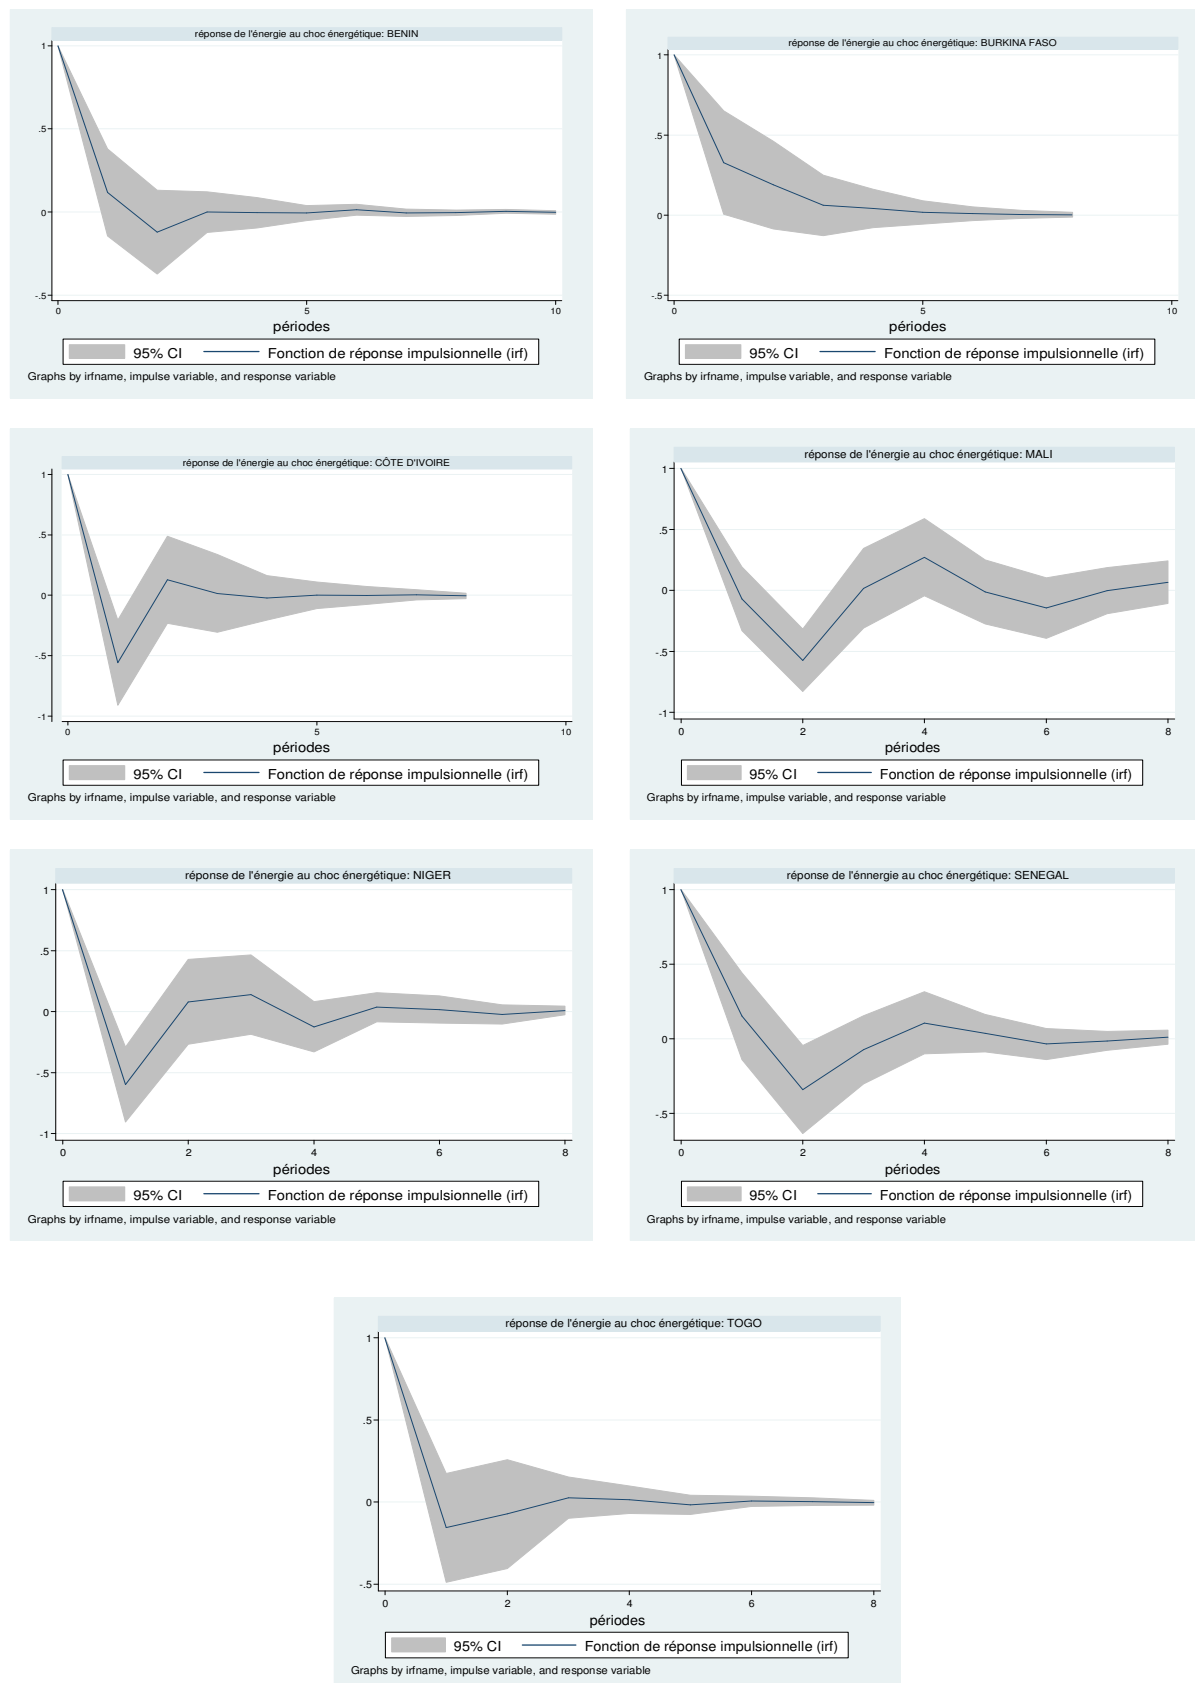 réponse de l'énergie au choc énergétique: BENIN
1
.5
0
-.5
0 5 10
périodes
95% CI Fonction de réponse impulsionnelle (irf)
Graphs by irfname, impulse variable, and response variable
réponse de l'énergie au choc énergétique: BURKINA FASO
1
.5
0
-.5
0 5 10
périodes
95% CI Fonction de réponse impulsionnelle (irf)
Graphs by irfname, impulse variable, and response variable
réponse de l'énergie au choc énergétique: CÔTE D'IVOIRE
1
.5
0
-.5
-1
0 5 10
périodes
95% CI Fonction de réponse impulsionnelle (irf)
Graphs by irfname, impulse variable, and response variable
réponse de l'énergie au choc énergétique: MALI
1
.5
0
-.5
-1
0 2 4 6 8
périodes
95% CI Fonction de réponse impulsionnelle (irf)
Graphs by irfname, impulse variable, and response variable
réponse de l'énergie au choc énergétique: NIGER
1
.5
0
-.5
-1
0 2 4 6 8
périodes
95% CI Fonction de réponse impulsionnelle (irf)
Graphs by irfname, impulse variable, and response variable
réponse de l'énnergie au choc énergétique: SENEGAL
1
.5
0
-.5
0 2 4 6 8
périodes
95% CI Fonction de réponse impulsionnelle (irf)
Graphs by irfname, impulse variable, and response variable
réponse de l'énergie au choc énergétique: TOGO
1
.5
0
-.5
0 2 4 6 8
périodes
95% CI Fonction de réponse impulsionnelle (irf)
Graphs by irfname, impulse variable, and response variable